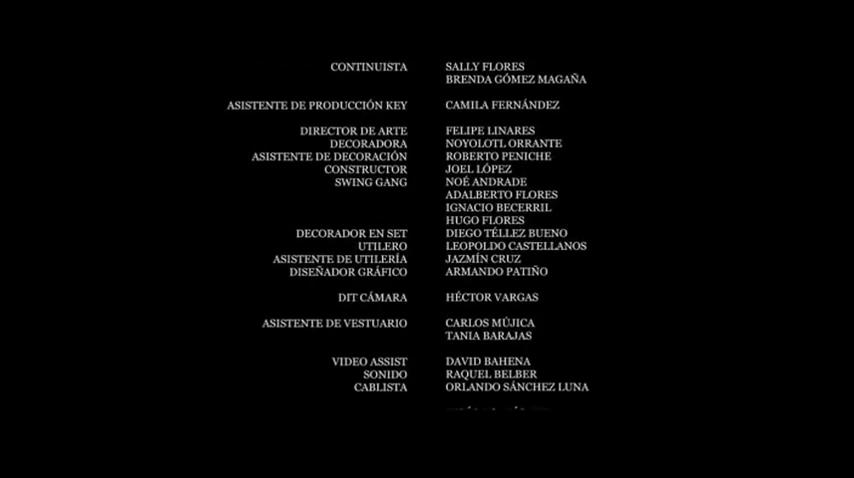 CONTINUISTA SALLY FLORES
BRENDA GÓMEZ MAGAÑA
ASISTENTE DE PRODUCCIÓN KEY CAMILA FERNÁNDEZ
DIRECTOR DE ARTE FELIPE LINARES
DECORADORA NOYOLOTL ORRANTE
ASISTENTE DE DECORACIÓN ROBERTO PENICHE
CONSTRUCTOR JOEL LÓPEZ
SWING GANG NOÉ ANDRADE
ADALBERTO FLORES
IGNACIO BECERRIL
HUGO FLORES
DECORADOR EN SET DIEGO TÉLLEZ BUENO
UTILERO LEOPOLDO CASTELLANOS
ASISTENTE DE UTILERÍA JAZMÍN CRUZ
DISEÑADOR GRÁFICO ARMANDO PATIÑO
DIT CÁMARA HÉCTOR VARGAS
ASISTENTE DE VESTUARIO CARLOS MÚJICA
TANIA BARAJAS
VIDEO ASSIST DAVID BAHENA
SONIDO RAQUEL BELBER
CABLISTA ORLANDO SÁNCHEZ LUNA